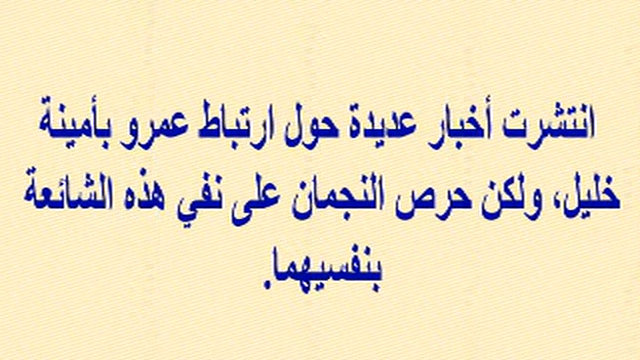 انتشرت أخبار عديدة حول ارتباط عمرو بأمينة
خليل، ولكن حرص النجمان على نفي هذه الشائعة
بنفسيهما.